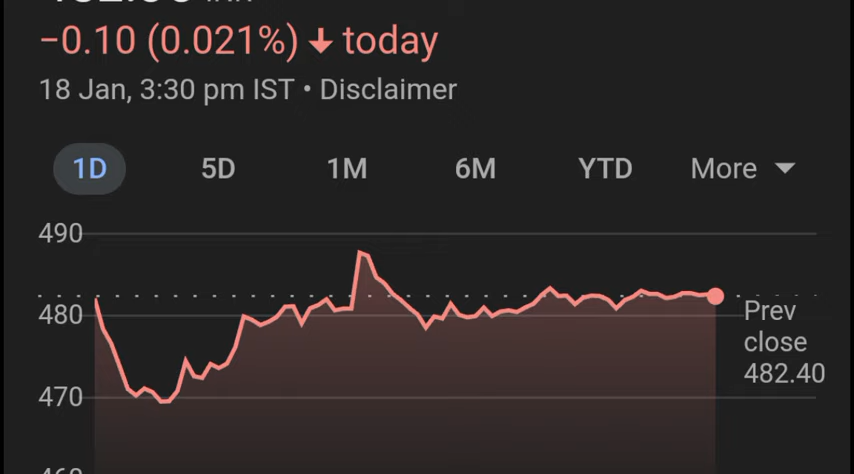 −0.10 (0.021%) ↓ today
18 Jan, 3:30 pm IST • Disclaimer
1D 5D 1M 6M YTD More
490
480
470
Prev
close
482.40